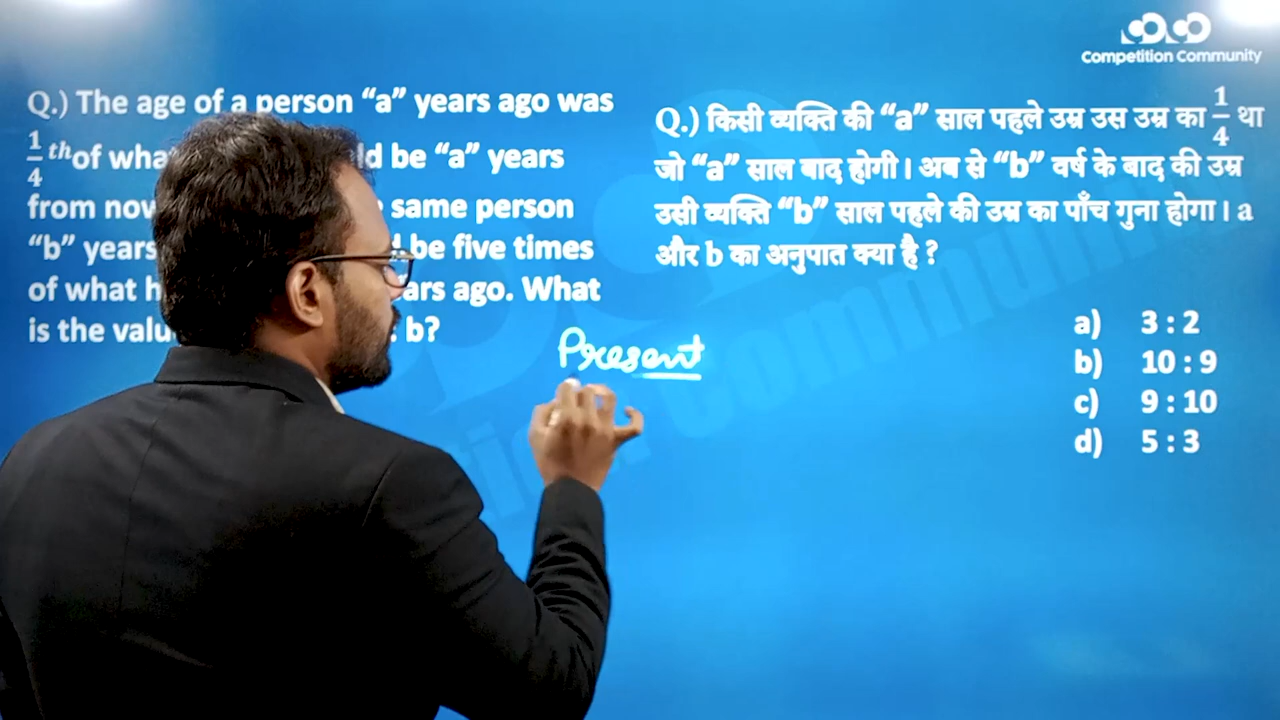 Competition Community
Q.) The age of a person “a” years ago was
1/4 th of wha d be “a” years
from now same person
“b” years be five times
of what h ars ago. What
is the valu : b?
Q.) किसी व्यक्ति की “a” साल पहले उम्र उस उम्र का 1/4 था
जो “a” साल बाद होगी। अब से “b” वर्ष के बाद की उम्र
उसी व्यक्ति “b” साल पहले की उम्र का पाँच गुना होगा। a
और b का अनुपात क्या है ?
Present
a) 3 : 2
b) 10 : 9
c) 9 : 10
d) 5 : 3